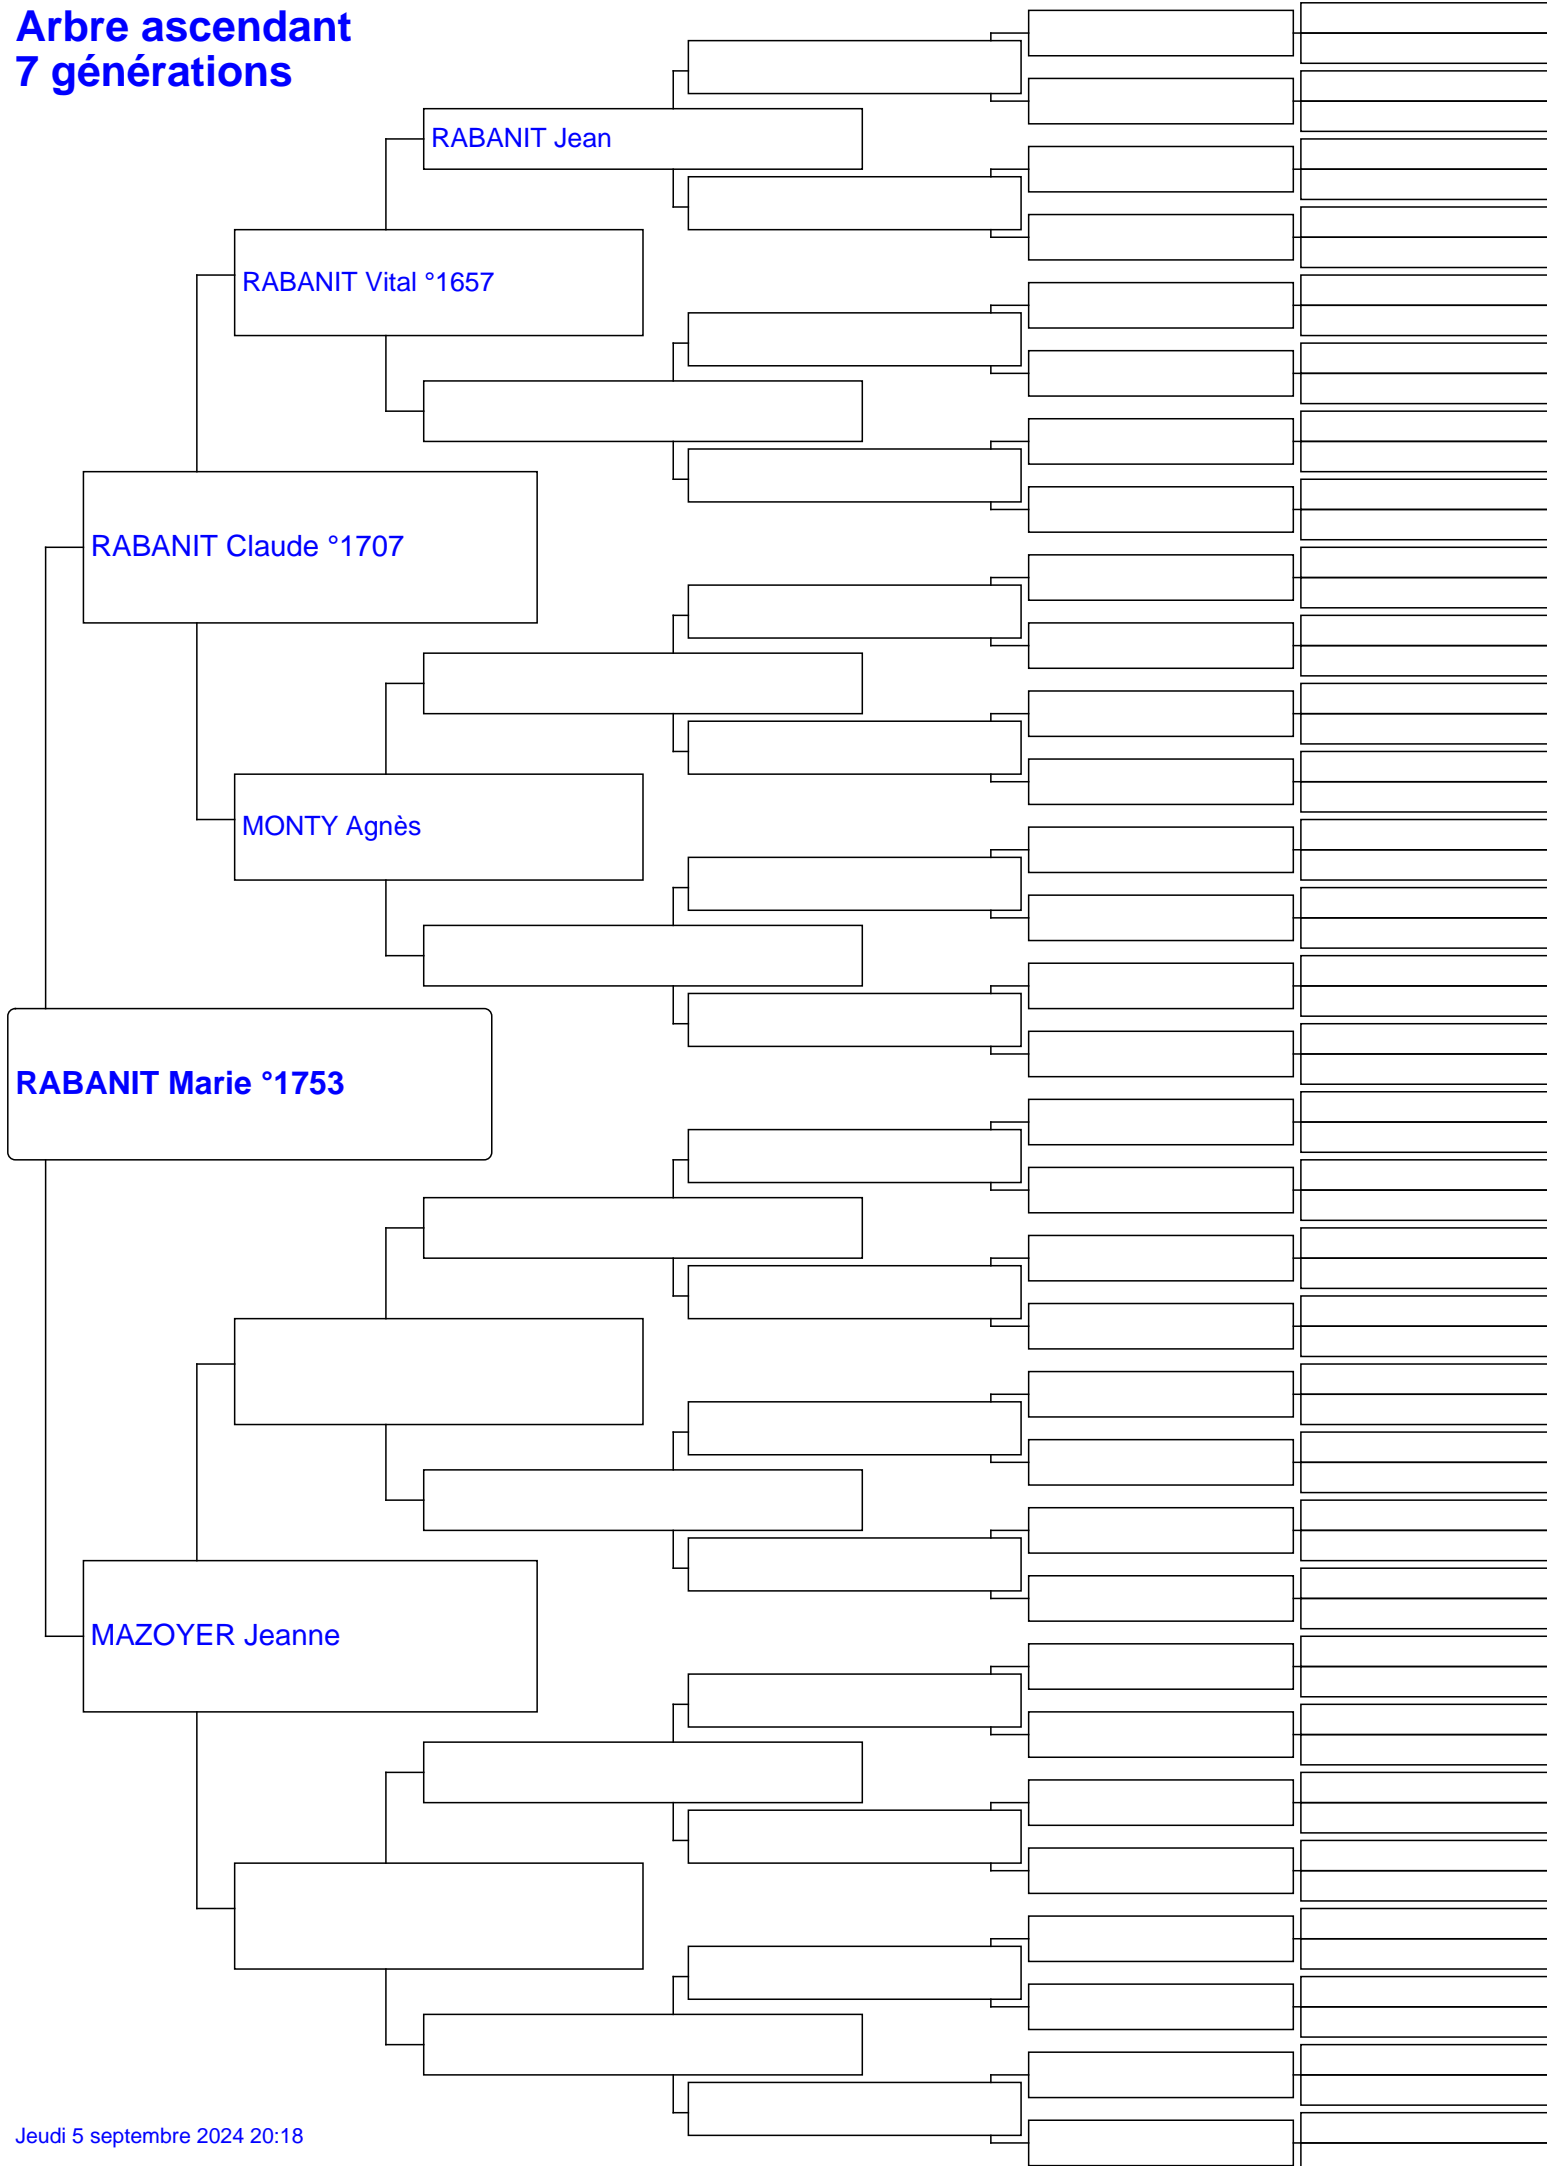 Arbre ascendant
7 générations
RABANIT Jean
RABANIT Vital °1657
RABANIT Claude °1707
MONTY Agnès
RABANIT Marie °1753
MAZOYER Jeanne
Jeudi 5 septembre 2024 20:18